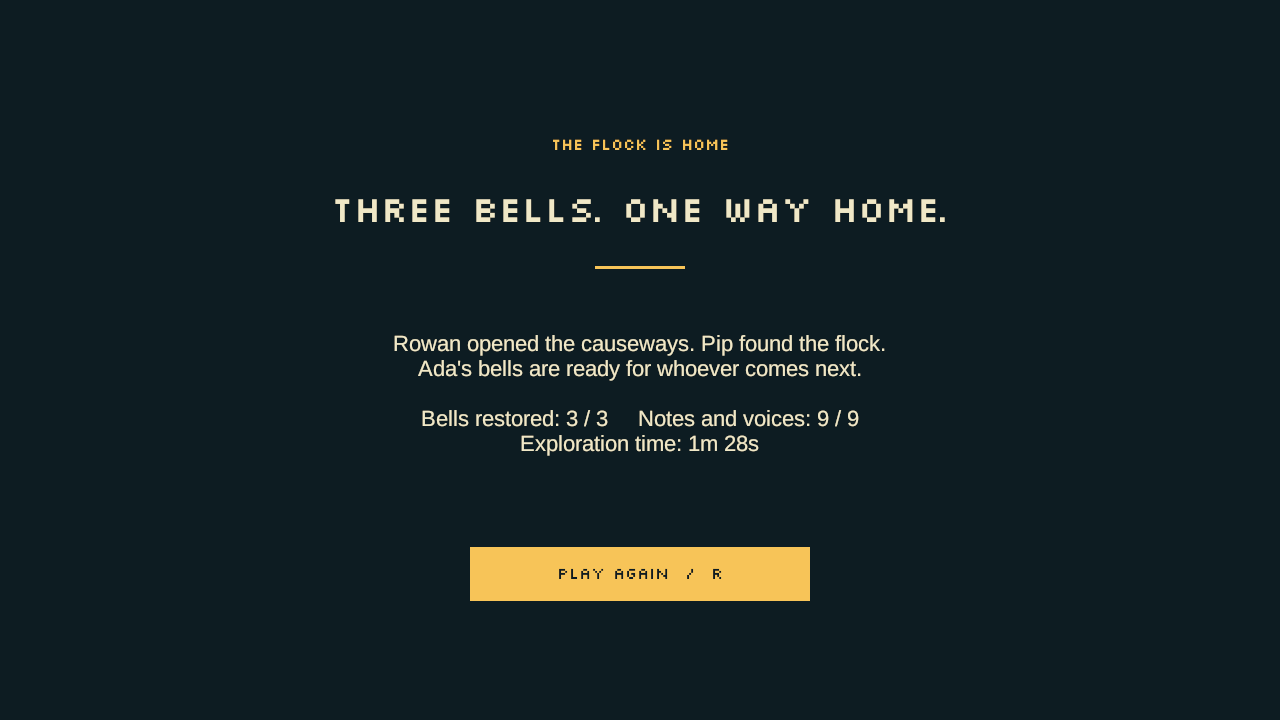 THE FLOCK IS HOME
THREE BELLS. ONE WAY HOME.
Rowan opened the causeways. Pip found the flock.
Ada's bells are ready for whoever comes next.
Bells restored: 3 / 3     Notes and voices: 9 / 9
Exploration time: 1m 28s
PLAY AGAIN / R